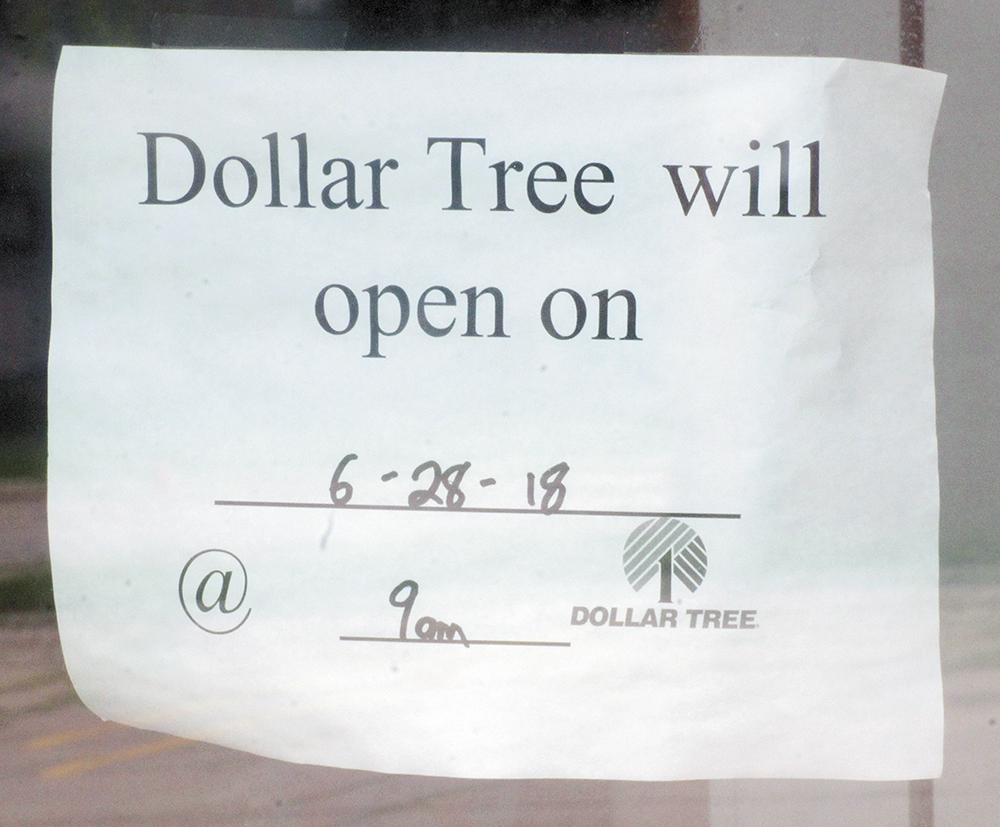 Dollar Tree will
open on
6 - 28 - 18
@ 9am
DOLLAR TREE